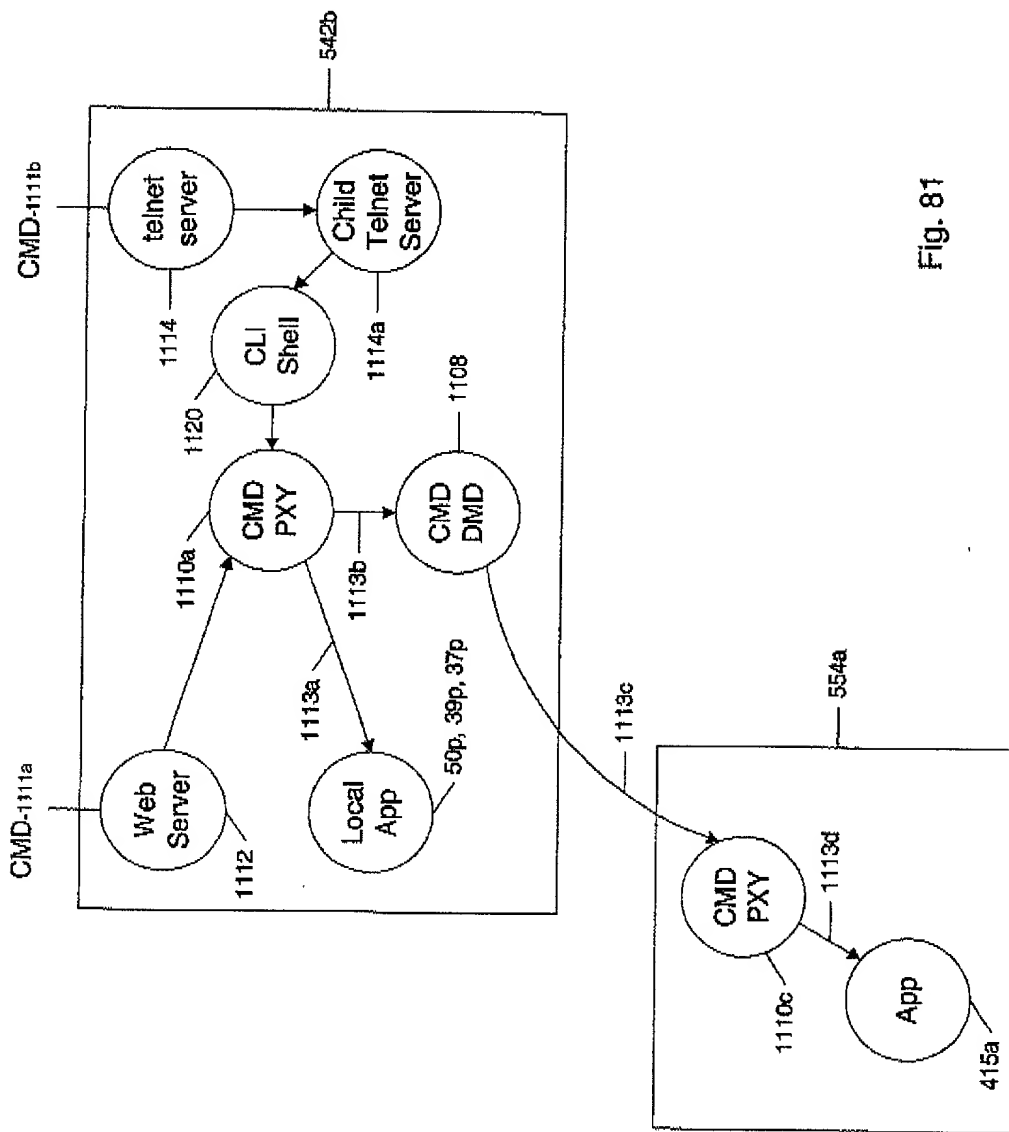 CMD-1111a
CMD-1111b
542b
Web
Server
1112
telnet
server
1114
Child
Telnet
Server
1114a
CLI
Shell
1120
CMD
PXY
1110a
1113a
1113b
Local
App
50p, 39p, 37p
CMD
DMD
1108
1113c
554a
CMD
PXY
1110c
1113d
App
415a
Fig. 81